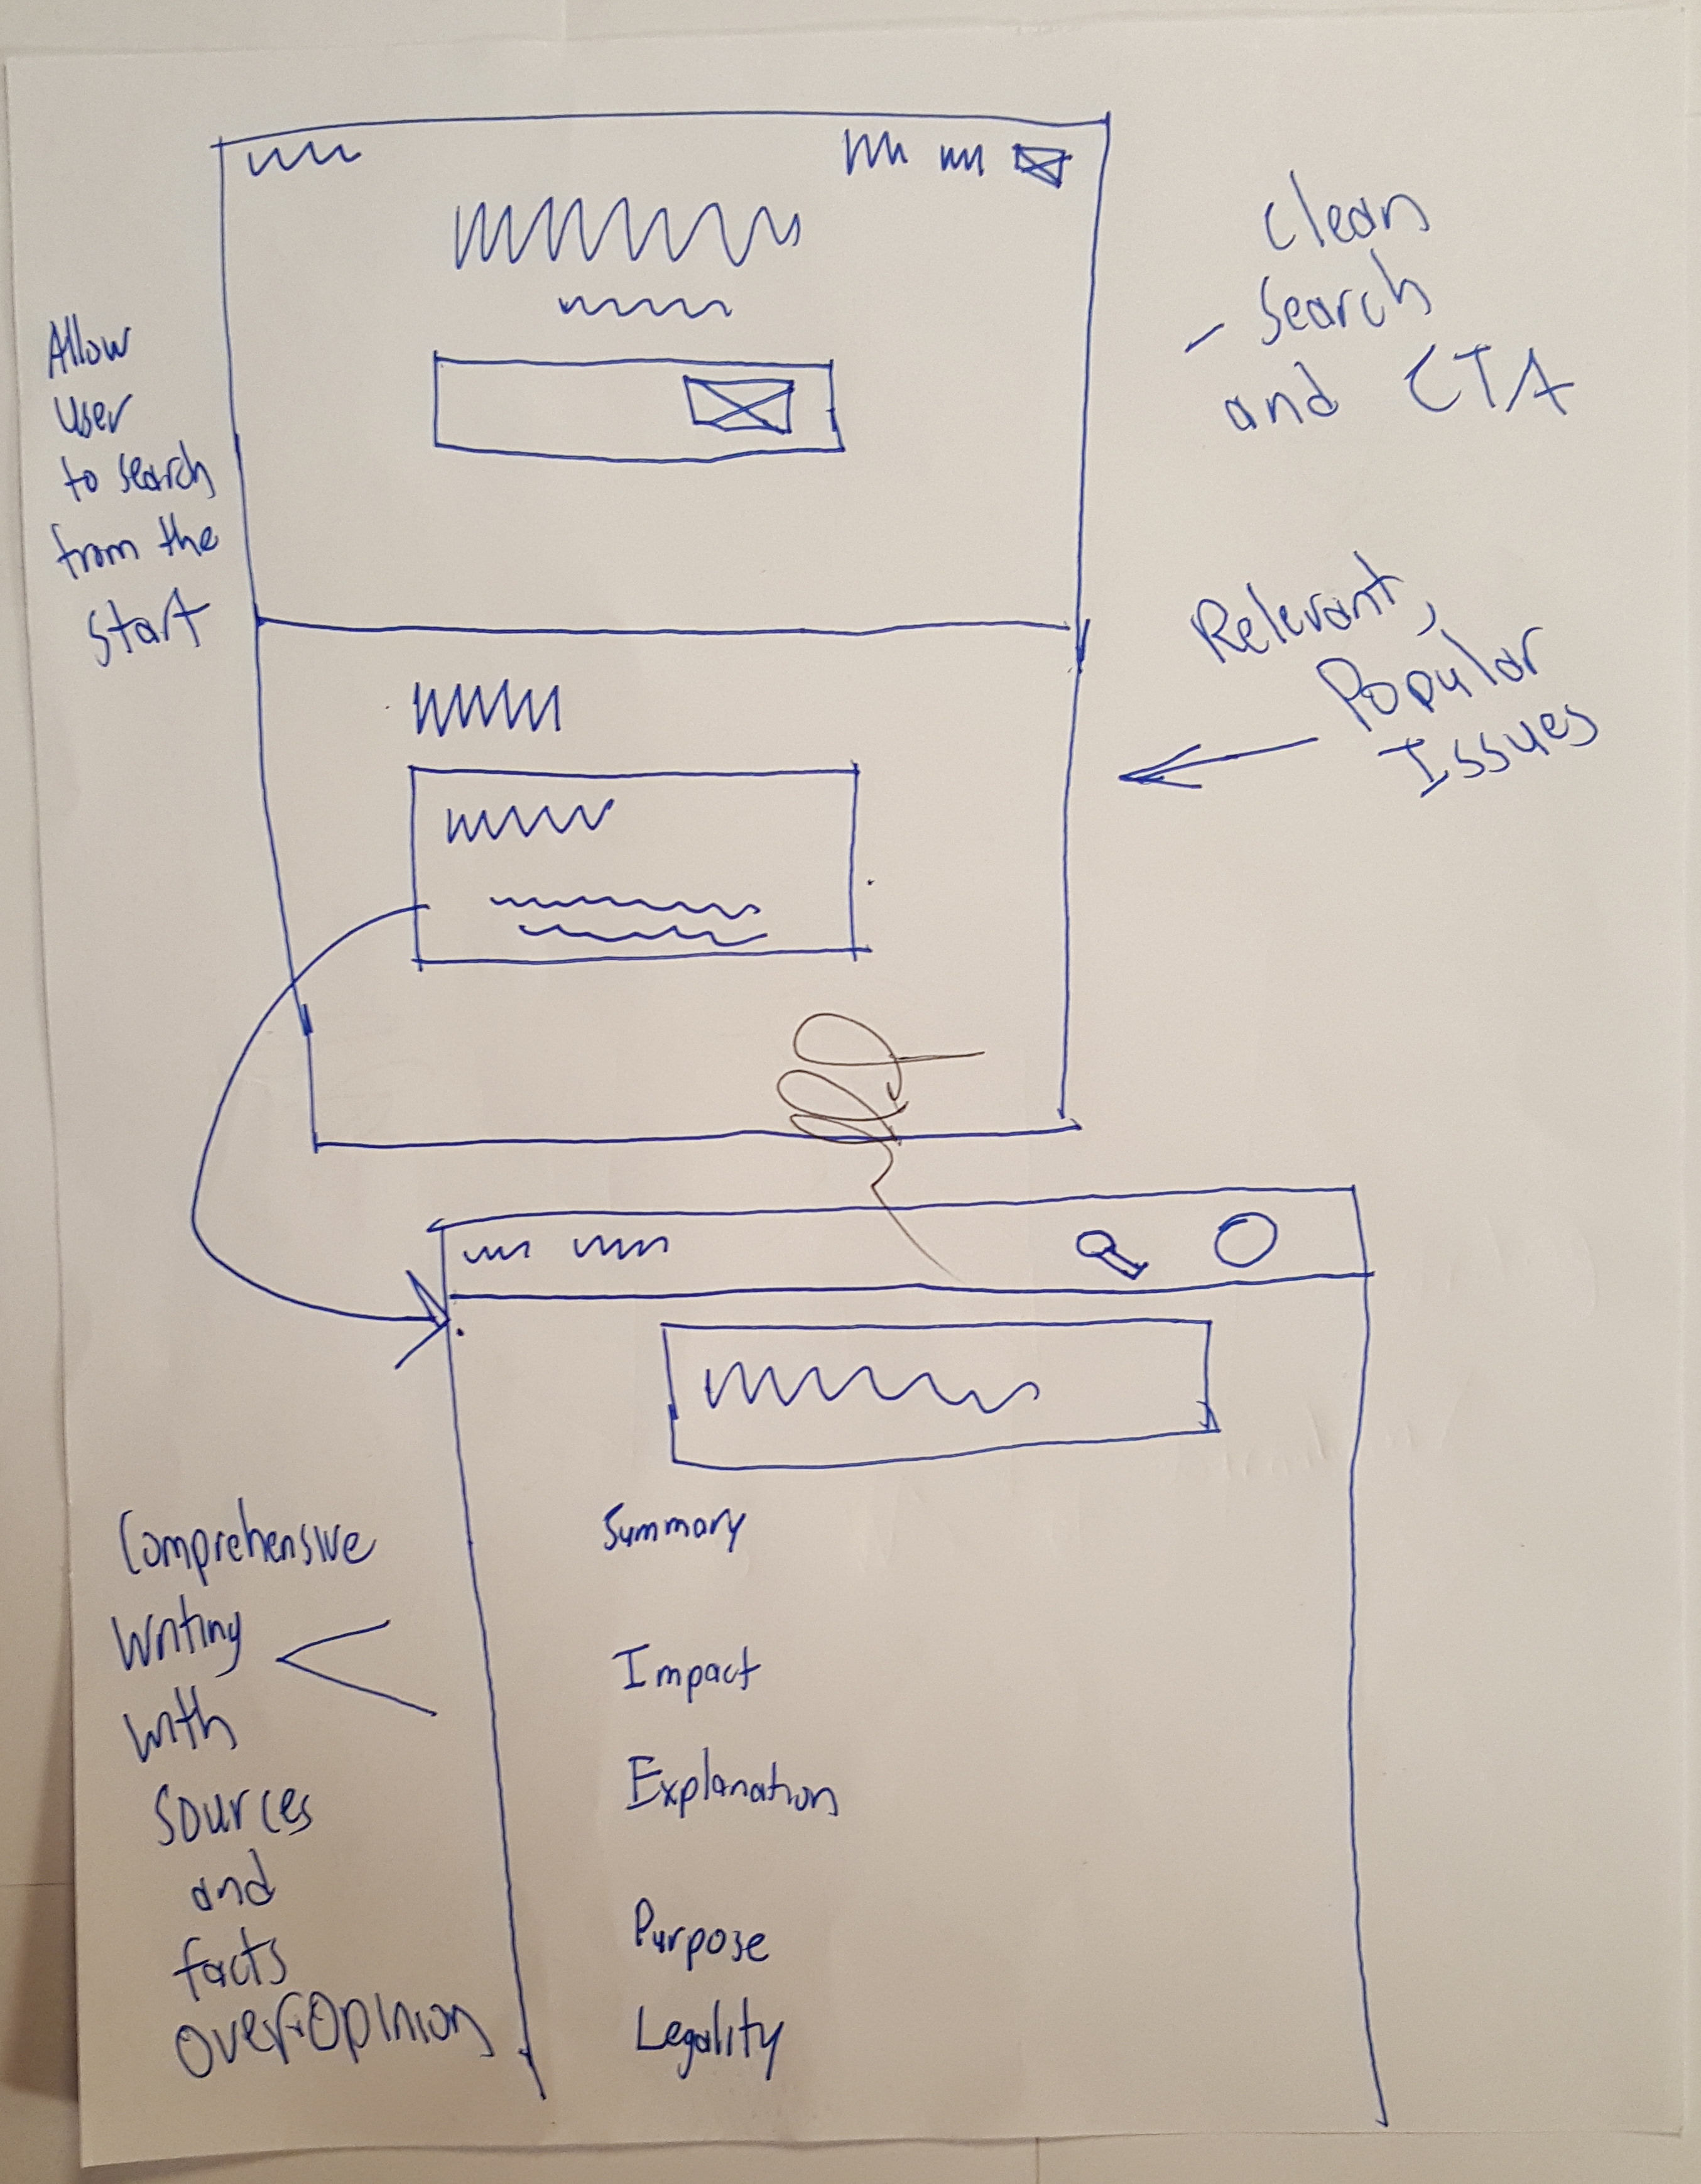 Allow
User
to search
from the
Start
Clean
- Search
and CTA
Relevant,
Popular
Issues
Comprehensive
Writing
with
Sources
and
facts
over opinion
Summary
Impact
Explanation
Purpose
Legality